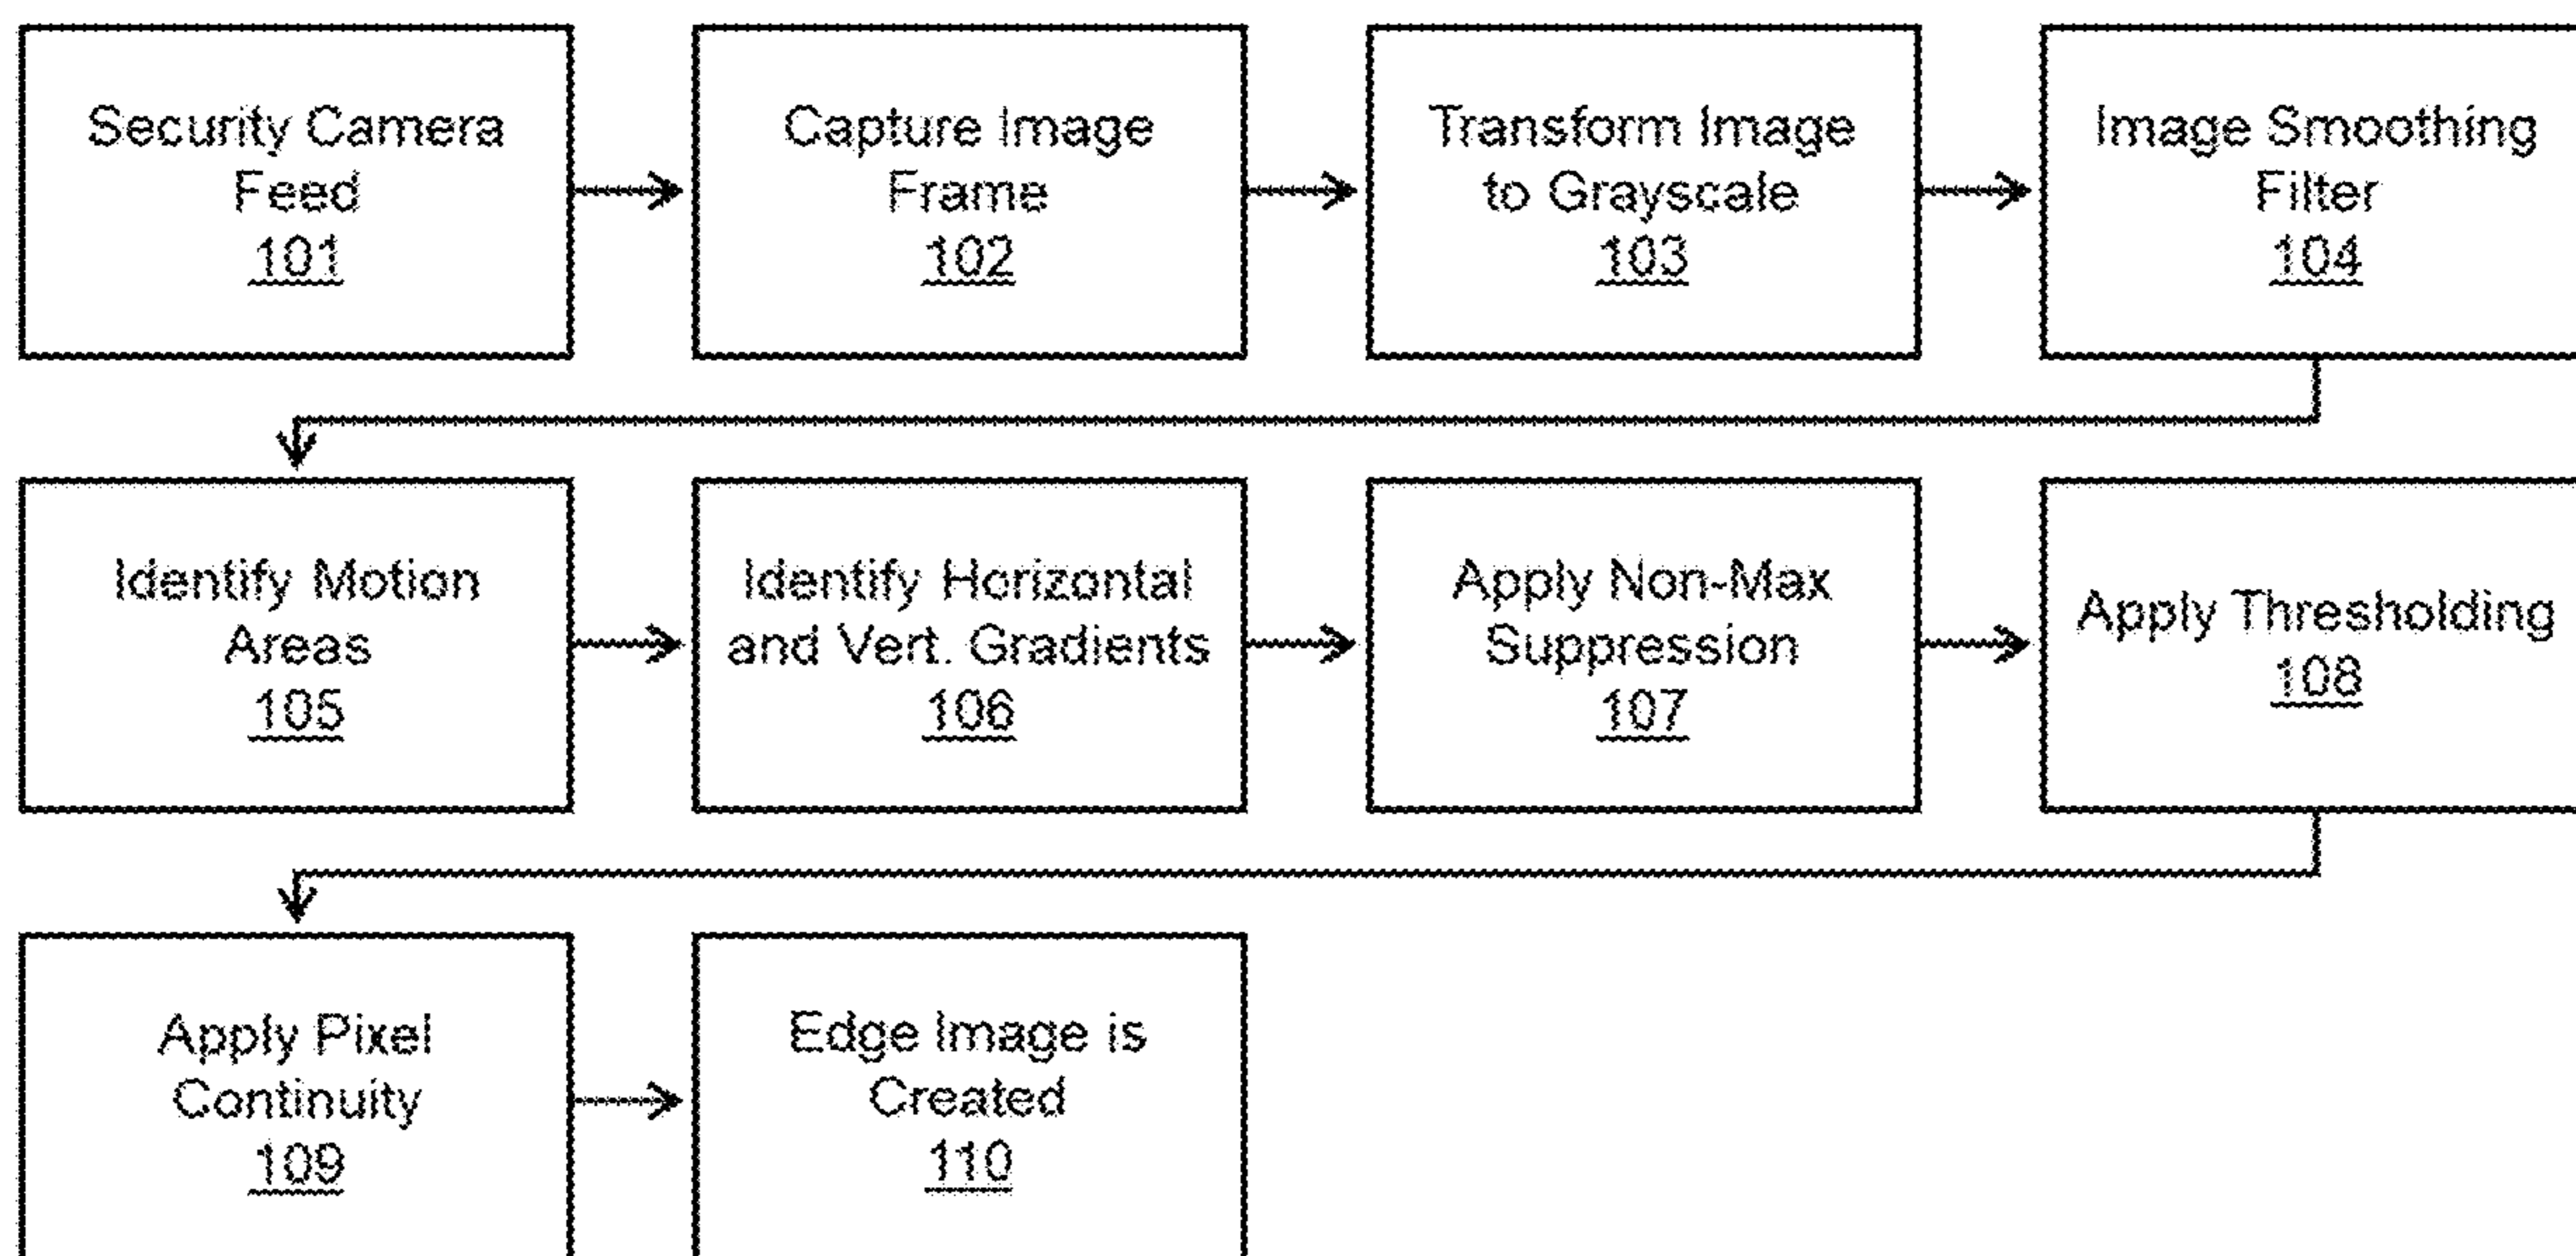 Security Camera
Feed
101
Capture Image
Frame
102
Transform Image
to Grayscale
103
Image Smoothing
Filter
104
Identify Motion
Areas
105
Identify Horizontal
and Vert. Gradients
106
Apply Non-Max
Suppression
107
Apply Thresholding
108
Apply Pixel
Continuity
109
Edge Image is
Created
110